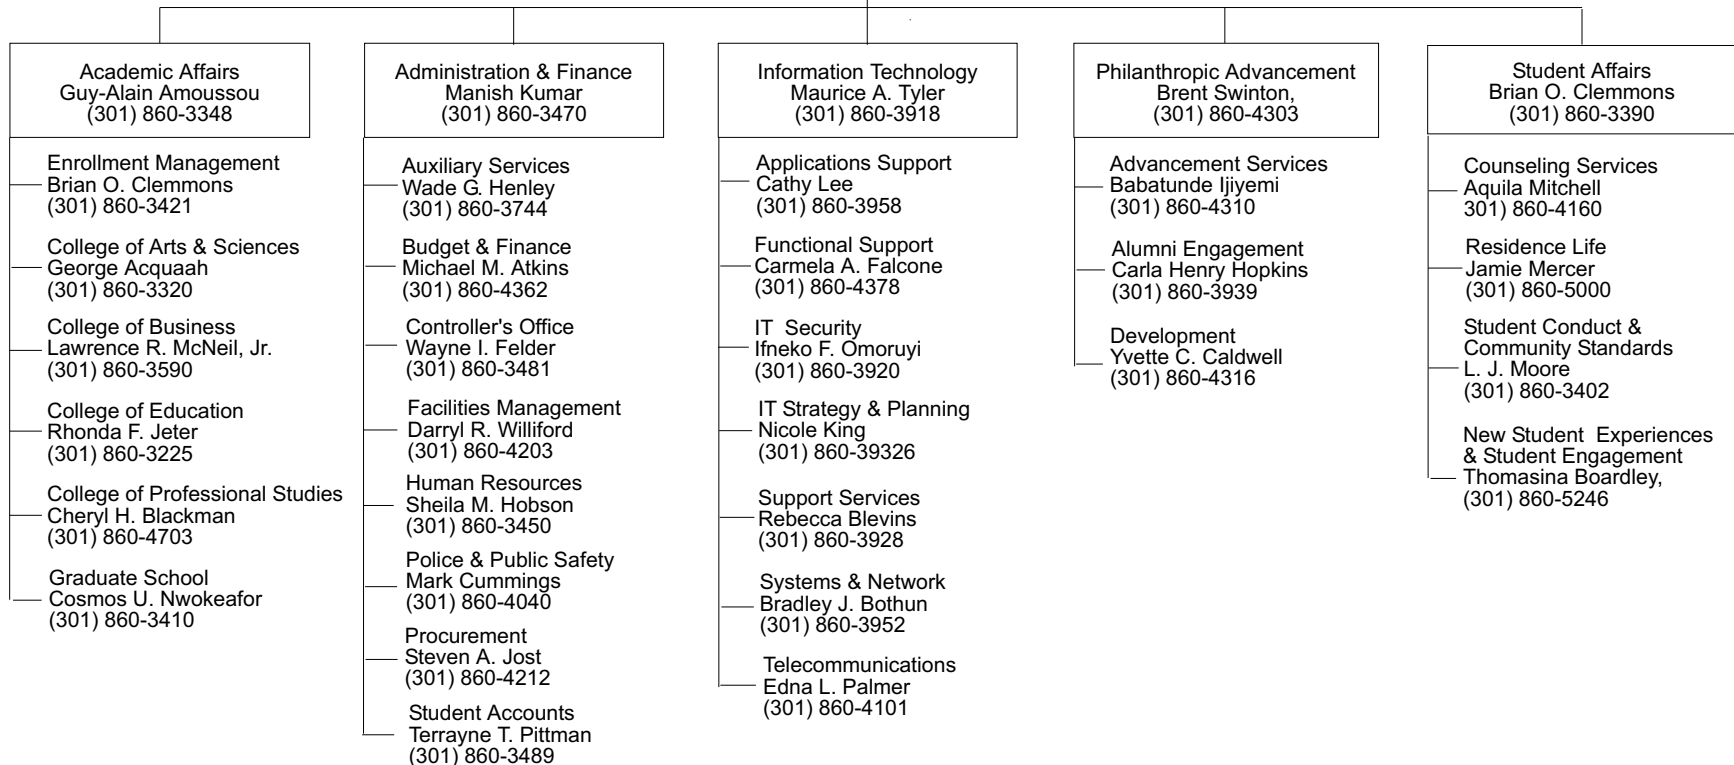 Academic Affairs
Guy-Alain Amoussou
(301) 860-3348
Enrollment Management
Brian O. Clemmons
(301) 860-3421
College of Arts & Sciences
George Acquaah
(301) 860-3320
College of Business
Lawrence R. McNeil, Jr.
(301) 860-3590
College of Education
Rhonda F. Jeter
(301) 860-3225
College of Professional Studies
Cheryl H. Blackman
(301) 860-4703
Graduate School
Cosmos U. Nwokeafor
(301) 860-3410
Administration & Finance
Manish Kumar
(301) 860-3470
Auxiliary Services
Wade G. Henley
(301) 860-3744
Budget & Finance
Michael M. Atkins
(301) 860-4362
Controller's Office
Wayne I. Felder
(301) 860-3481
Facilities Management
Darryl R. Williford
(301) 860-4203
Human Resources
Sheila M. Hobson
(301) 860-3450
Police & Public Safety
Mark Cummings
(301) 860-4040
Procurement
Steven A. Jost
(301) 860-4212
Student Accounts
Terrayne T. Pittman
(301) 860-3489
Information Technology
Maurice A. Tyler
(301) 860-3918
Applications Support
Cathy Lee
(301) 860-3958
Functional Support
Carmela A. Falcone
(301) 860-4378
IT  Security
Ifneko F. Omoruyi
(301) 860-3920
IT Strategy & Planning
Nicole King
(301) 860-39326
Support Services
Rebecca Blevins
(301) 860-3928
Systems & Network
Bradley J. Bothun
(301) 860-3952
Telecommunications
Edna L. Palmer
(301) 860-4101
Philanthropic Advancement
Brent Swinton,
(301) 860-4303
Advancement Services
Babatunde Ijiyemi
(301) 860-4310
Alumni Engagement
Carla Henry Hopkins
(301) 860-3939
Development
Yvette C. Caldwell
(301) 860-4316
Student Affairs
Brian O. Clemmons
(301) 860-3390
Counseling Services
Aquila Mitchell
301) 860-4160
Residence Life
Jamie Mercer
(301) 860-5000
Student Conduct &
Community Standards
L. J. Moore
(301) 860-3402
New Student  Experiences
& Student Engagement
Thomasina Boardley,
(301) 860-5246